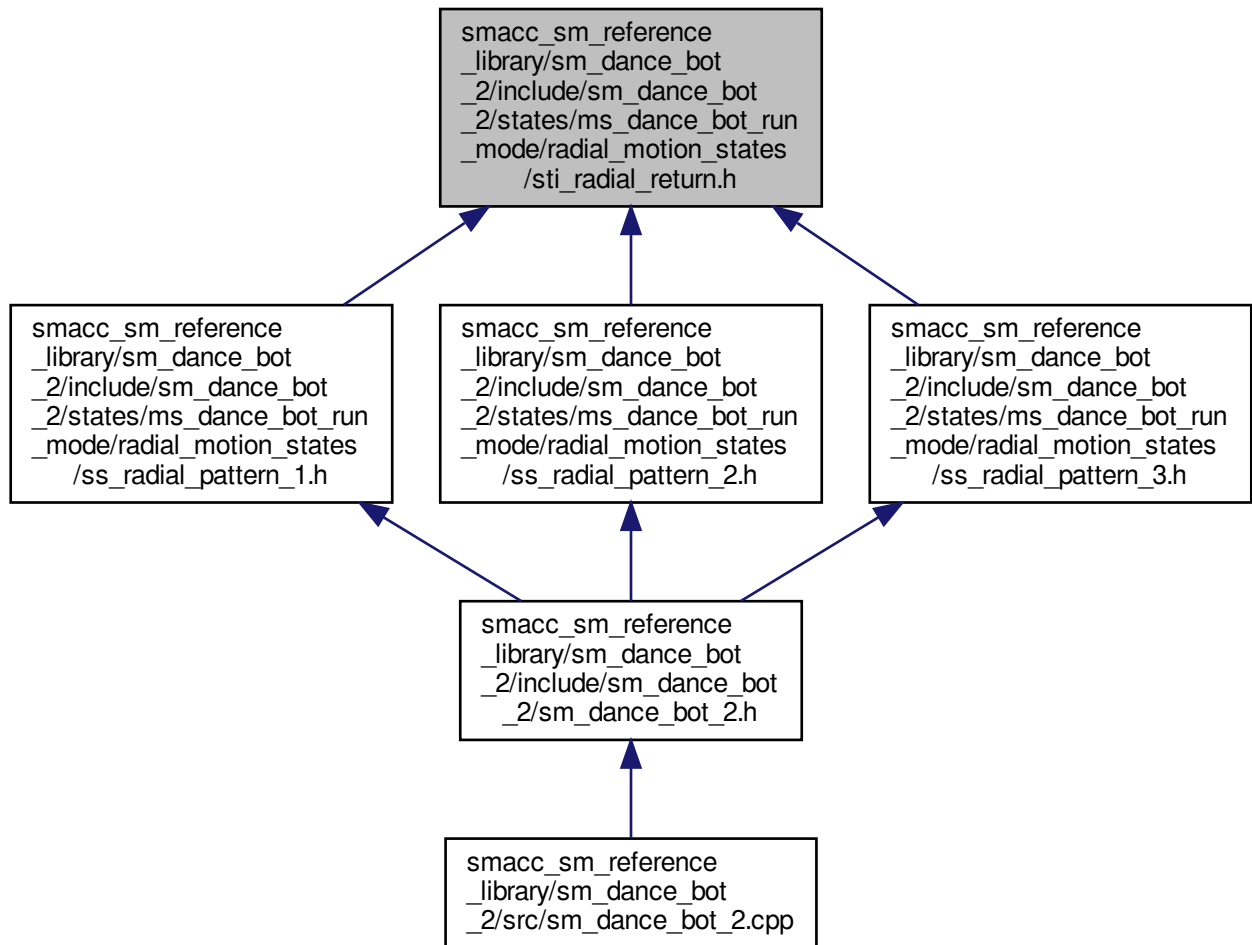 smacc_sm_reference
_library/sm_dance_bot
_2/include/sm_dance_bot
_2/states/ms_dance_bot_run
_mode/radial_motion_states
/sti_radial_return.h
smacc_sm_reference
_library/sm_dance_bot
_2/include/sm_dance_bot
_2/states/ms_dance_bot_run
_mode/radial_motion_states
/ss_radial_pattern_1.h
smacc_sm_reference
_library/sm_dance_bot
_2/include/sm_dance_bot
_2/states/ms_dance_bot_run
_mode/radial_motion_states
/ss_radial_pattern_2.h
smacc_sm_reference
_library/sm_dance_bot
_2/include/sm_dance_bot
_2/states/ms_dance_bot_run
_mode/radial_motion_states
/ss_radial_pattern_3.h
smacc_sm_reference
_library/sm_dance_bot
_2/include/sm_dance_bot
_2/sm_dance_bot_2.h
smacc_sm_reference
_library/sm_dance_bot
_2/src/sm_dance_bot_2.cpp